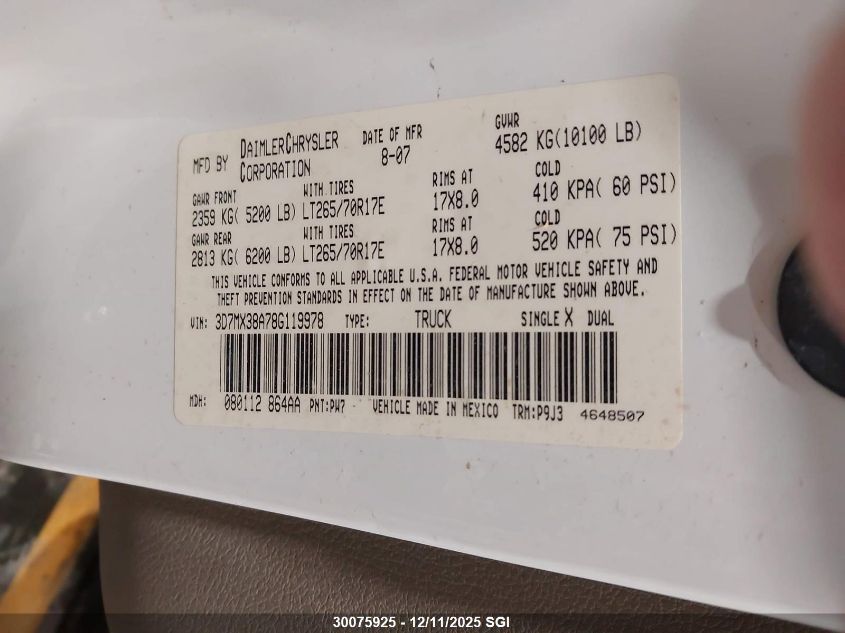 MFD BY DAIMLERCHRYSLER CORPORATION DATE OF MFR 8-07 GVWR 4582 KG(10100 LB)
GAWR FRONT WITH TIRES RIMS AT COLD
2359 KG( 5200 LB) LT265/70R17E 17X8.0 410 KPA( 60 PSI)
GAWR REAR WITH TIRES RIMS AT COLD
2813 KG( 6200 LB) LT265/70R17E 17X8.0 520 KPA( 75 PSI)
THIS VEHICLE CONFORMS TO ALL APPLICABLE U.S.A. FEDERAL MOTOR VEHICLE SAFETY AND
THEFT PREVENTION STANDARDS IN EFFECT ON THE DATE OF MANUFACTURE SHOWN ABOVE.
VIN: 3D7MX38A78G119978 TYPE: TRUCK SINGLE X DUAL
MDH: 080112 864AA PNT:PW7 VEHICLE MADE IN MEXICO TRM:P9J3 4648507
30075925 - 12/11/2025 SGI